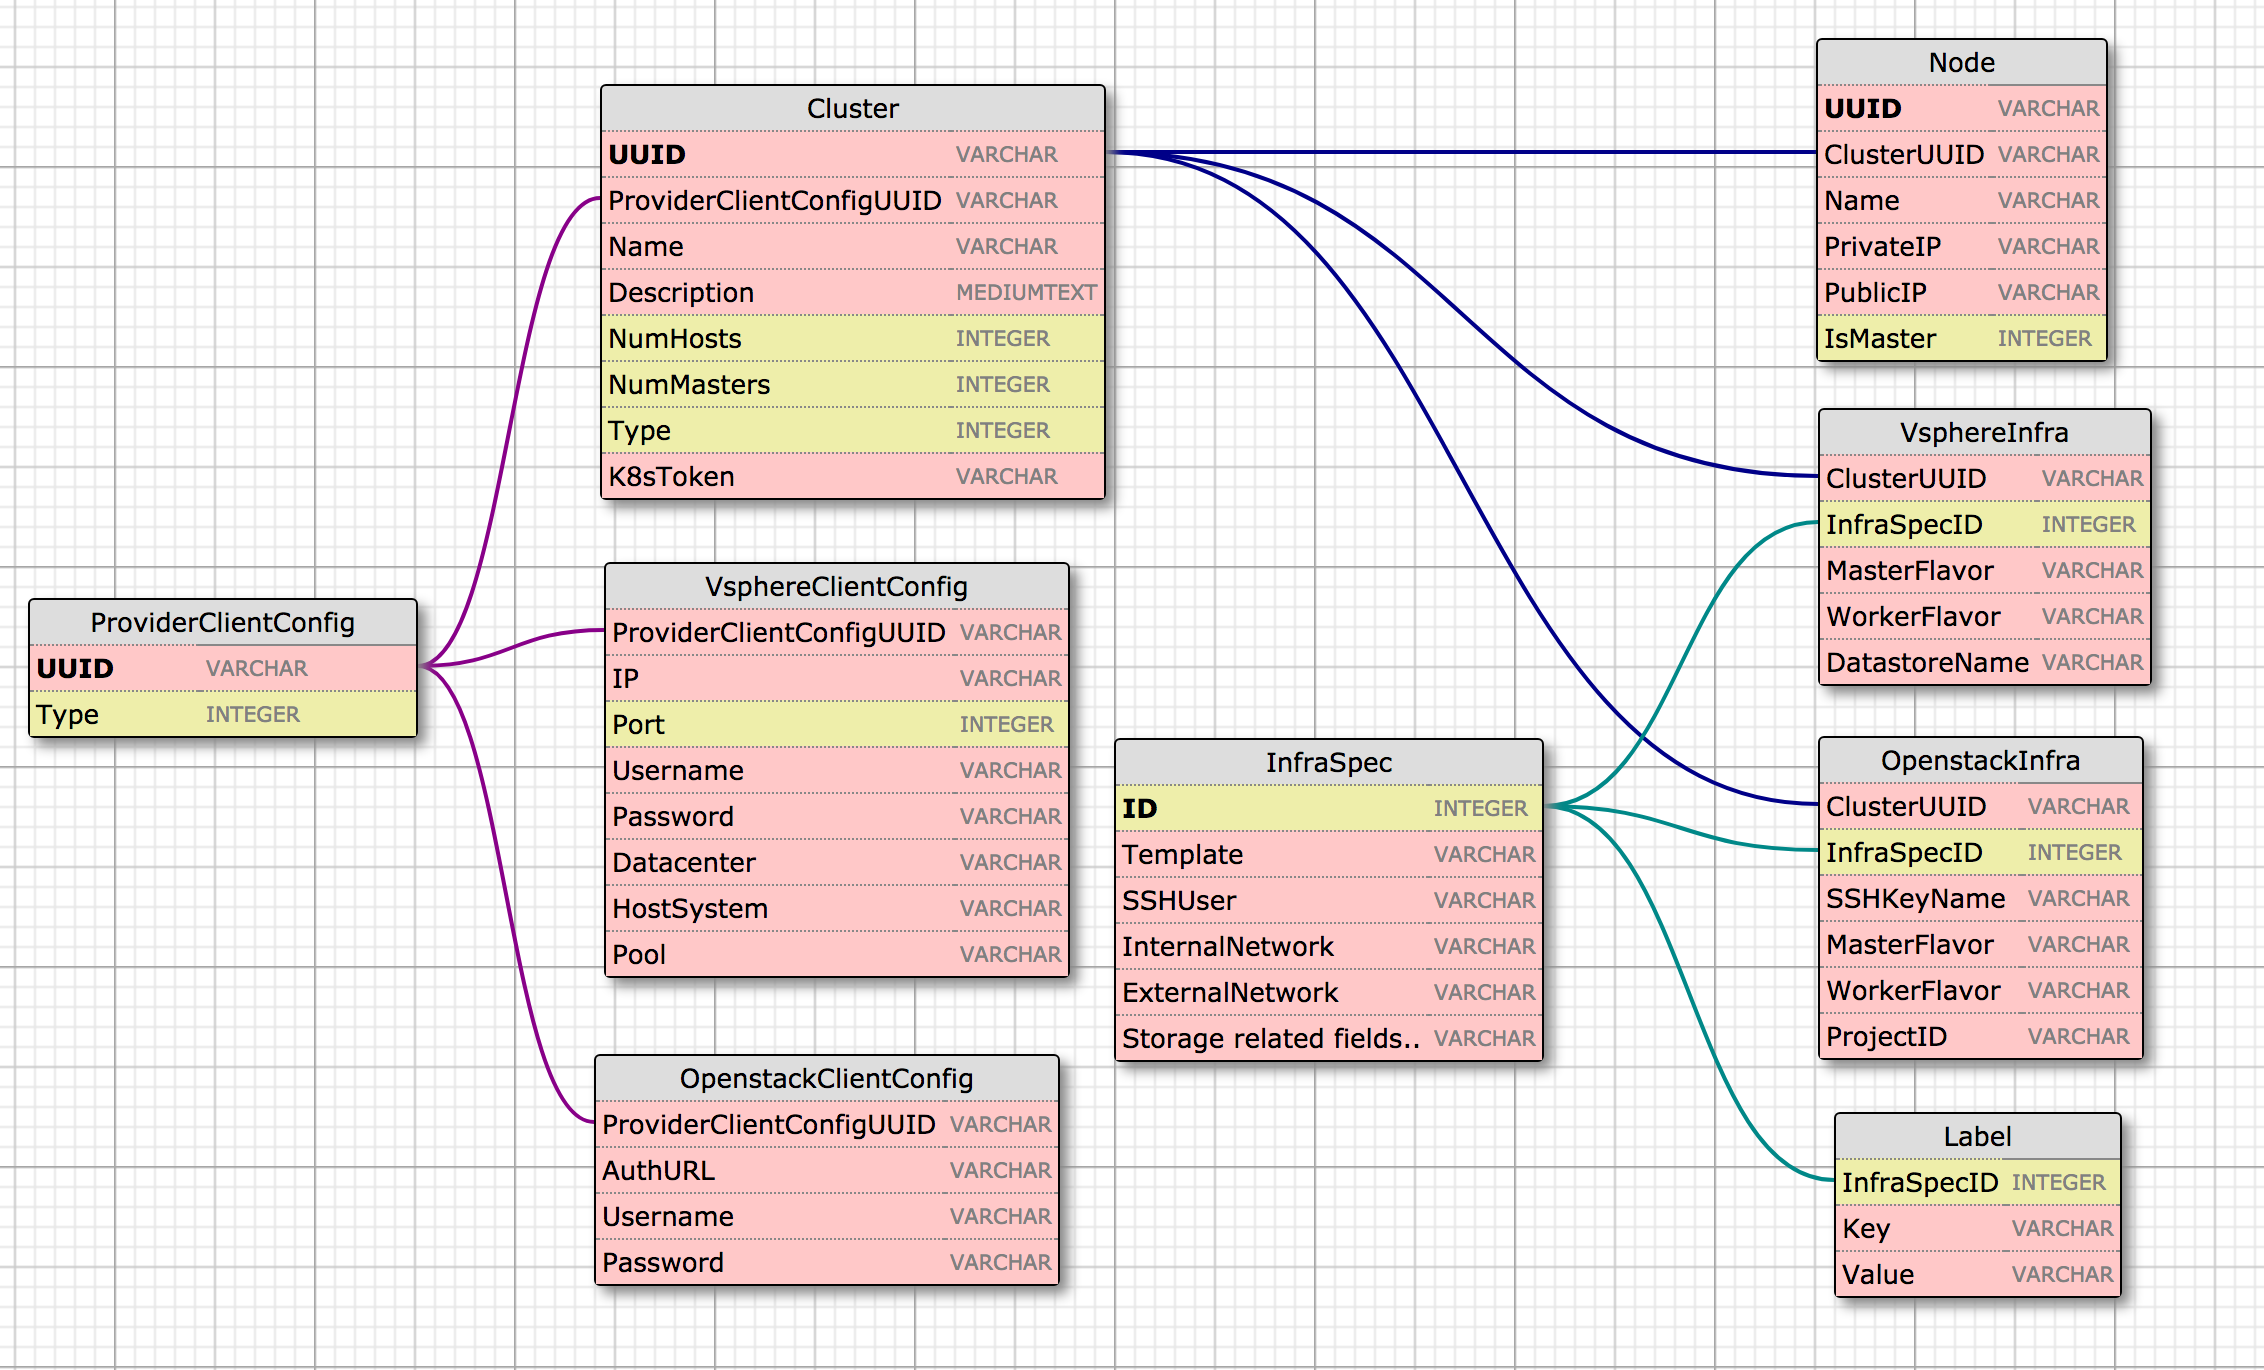 ProviderClientConfig
UUID VARCHAR
Type INTEGER
Cluster
UUID VARCHAR
ProviderClientConfigUUID VARCHAR
Name VARCHAR
Description MEDIUMTEXT
NumHosts INTEGER
NumMasters INTEGER
Type INTEGER
K8sToken VARCHAR
VsphereClientConfig
ProviderClientConfigUUID VARCHAR
IP VARCHAR
Port INTEGER
Username VARCHAR
Password VARCHAR
Datacenter VARCHAR
HostSystem VARCHAR
Pool VARCHAR
OpenstackClientConfig
ProviderClientConfigUUID VARCHAR
AuthURL VARCHAR
Username VARCHAR
Password VARCHAR
InfraSpec
ID INTEGER
Template VARCHAR
SSHUser VARCHAR
InternalNetwork VARCHAR
ExternalNetwork VARCHAR
Storage related fields.. VARCHAR
Node
UUID VARCHAR
ClusterUUID VARCHAR
Name VARCHAR
PrivateIP VARCHAR
PublicIP VARCHAR
IsMaster INTEGER
VsphereInfra
ClusterUUID VARCHAR
InfraSpecID INTEGER
MasterFlavor VARCHAR
WorkerFlavor VARCHAR
DatastoreName VARCHAR
OpenstackInfra
ClusterUUID VARCHAR
InfraSpecID INTEGER
SSHKeyName VARCHAR
MasterFlavor VARCHAR
WorkerFlavor VARCHAR
ProjectID VARCHAR
Label
InfraSpecID INTEGER
Key VARCHAR
Value VARCHAR